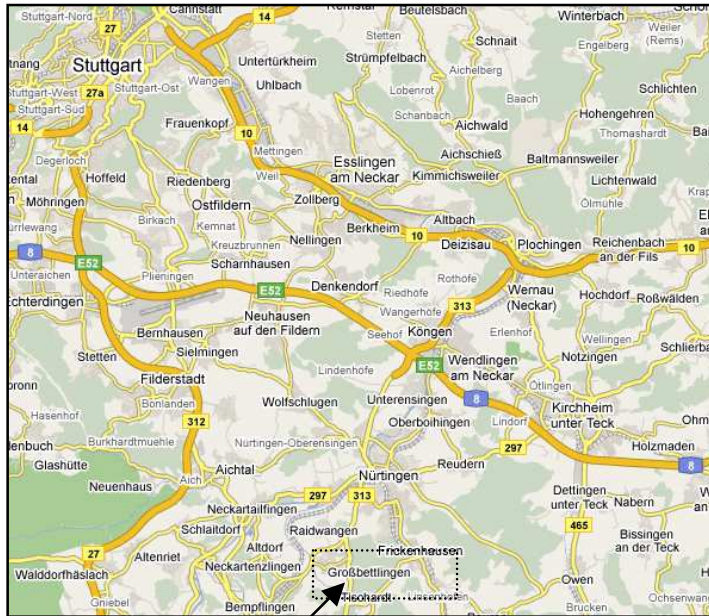 Stuttgart-Nord
Cannstatt
Remstal
Beutelsbach
Winterbach
27
14
Stetten
Schnait
Engelberg
Weiler
(Rems)
Stuttgart
Untertürkheim
Strümpfelbach
Aichelberg
Stuttgart-West
Stuttgart-Ost
Wangen
Uhlbach
Lobenrot
Baach
Schlichten
27a
Stuttgart-Süd
Schanbach
Hohengehren
14
Frauenkopf
10
Aichwald
Thomashardt
Degerloch
Mettingen
Esslingen
am Neckar
Aichschieß
Baltmannsweiler
Hoffeld
Riedenberg
Weil
Kimmichsweiler
Lichtenwald
Möhringen
Ostfildern
Zollberg
Ölmühle
Birkach
Kemnat
Berkheim
Altbach
Nellingen
10
Deizisau
Plochingen
Reichenbach
an der Fils
10
8
Kreuzbrunnen
Unteraichen
E52
Plieningen
Scharnhausen
Rothöfe
Echterdingen
E52
Denkendorf
Riedhöfe
313
Wernau
(Neckar)
Hochdorf
Roßwälden
Wangerhöfe
Bernhausen
Neuhausen
auf den Fildern
Seehof
Köngen
Erlenhof
Wellingen
Stetten
Sielmingen
E52
Wendlingen
am Neckar
Notzingen
Filderstadt
Lindenhöfe
Ötlingen
Bonlanden
Wolfschlugen
Unterensingen
8
Kirchheim
unter Teck
Hasenhof
312
Oberboihingen
Lindorf
Burkhardtmuehle
Nürtingen-Oberensingen
297
Holzmaden
Glashütte
Aichtal
Reudern
8
Neuenhaus
Aich
Nürtingen
Dettingen
unter Teck
Nabern
Neckartailfingen
297
313
Schlaitdorf
Raidwangen
465
Bissingen
an der Teck
27
Altenriet
Altdorf
Frickenhausen
Walddorfhäslach
Neckartenzlingen
Großbettlingen
Owen
Gniebel
Bempflingen
Tischardt
Linsenhofen
Brucken